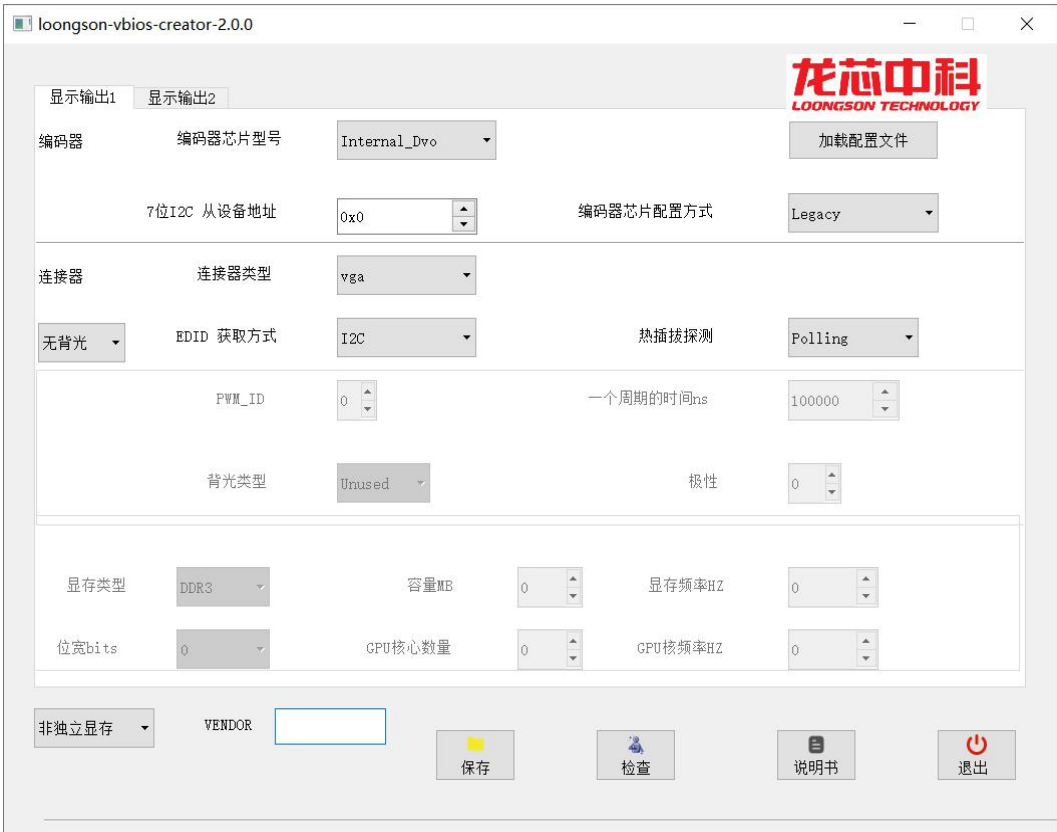 loongson-vbios-creator-2.0.0
龙芯中科
LOONGSON TECHNOLOGY
显示输出1 显示输出2
编码器 编码器芯片型号 Internal_Dvo 加载配置文件
7位I2C 从设备地址 0x0 编码器芯片配置方式 Legacy
连接器 连接器类型 vga
无背光 EDID 获取方式 I2C 热插拔探测 Polling
PWM_ID 0 一个周期的时间ns 100000
背光类型 Unused 极性 0
显存类型 DDR3 容量MB 0 显存频率HZ 0
位宽bits 0 GPU核心数量 0 GPU核频率HZ 0
非独立显存 VENDOR
保存 检查 说明书 退出